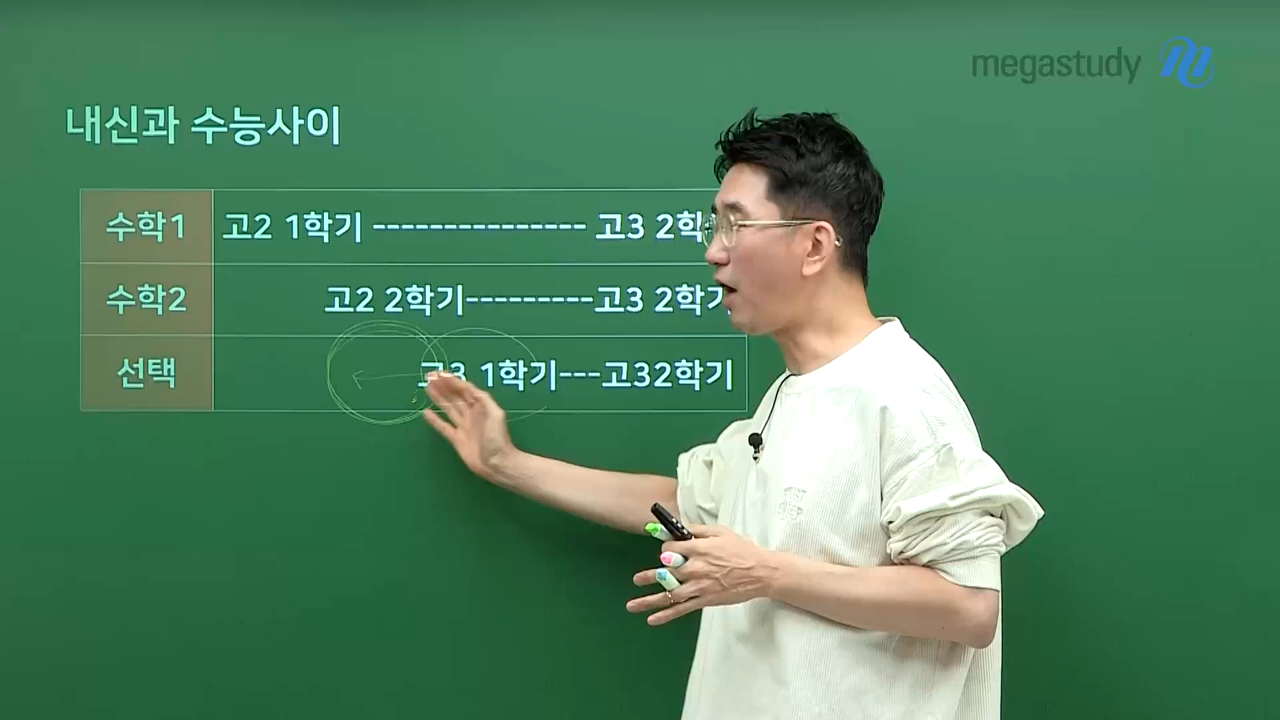 megastudy
내신과 수능사이
수학1 고2 1학기 --------------- 고3 2학
수학2 고2 2학기---------고3 2학기
선택 고3 1학기---고32학기